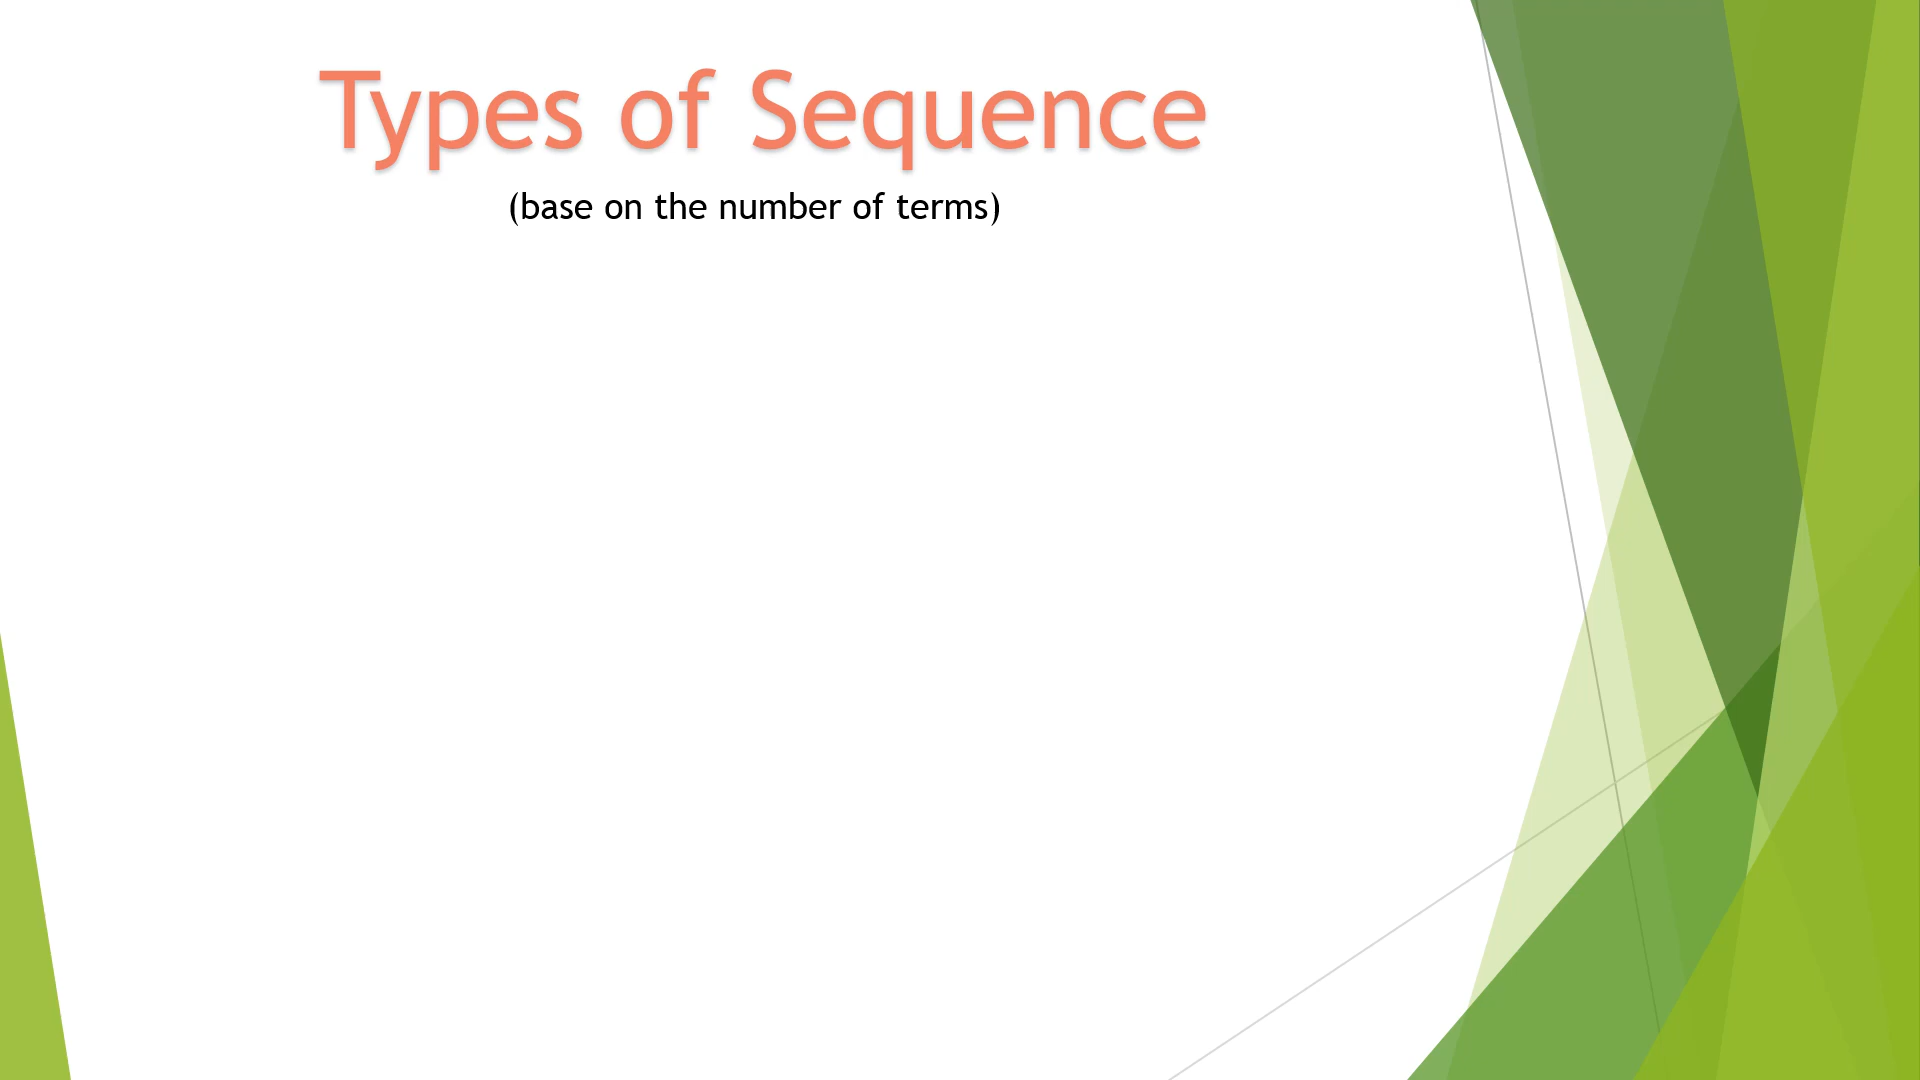 Types of Sequence
(base on the number of terms)